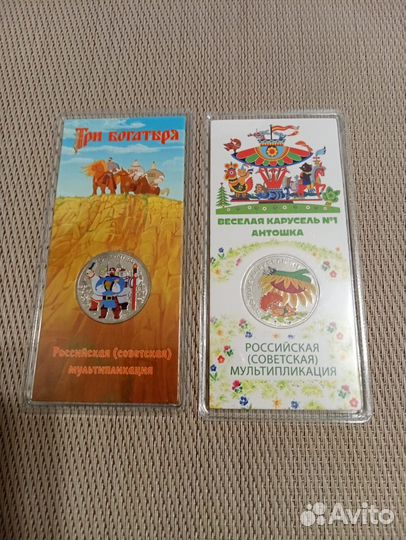 Три богатыря
Российская (советская)
мультипликация
ВЕСЕЛАЯ КАРУСЕЛЬ №1
АНТОШКА
РОССИЙСКАЯ
(СОВЕТСКАЯ)
МУЛЬТИПЛИКАЦИЯ
Avito